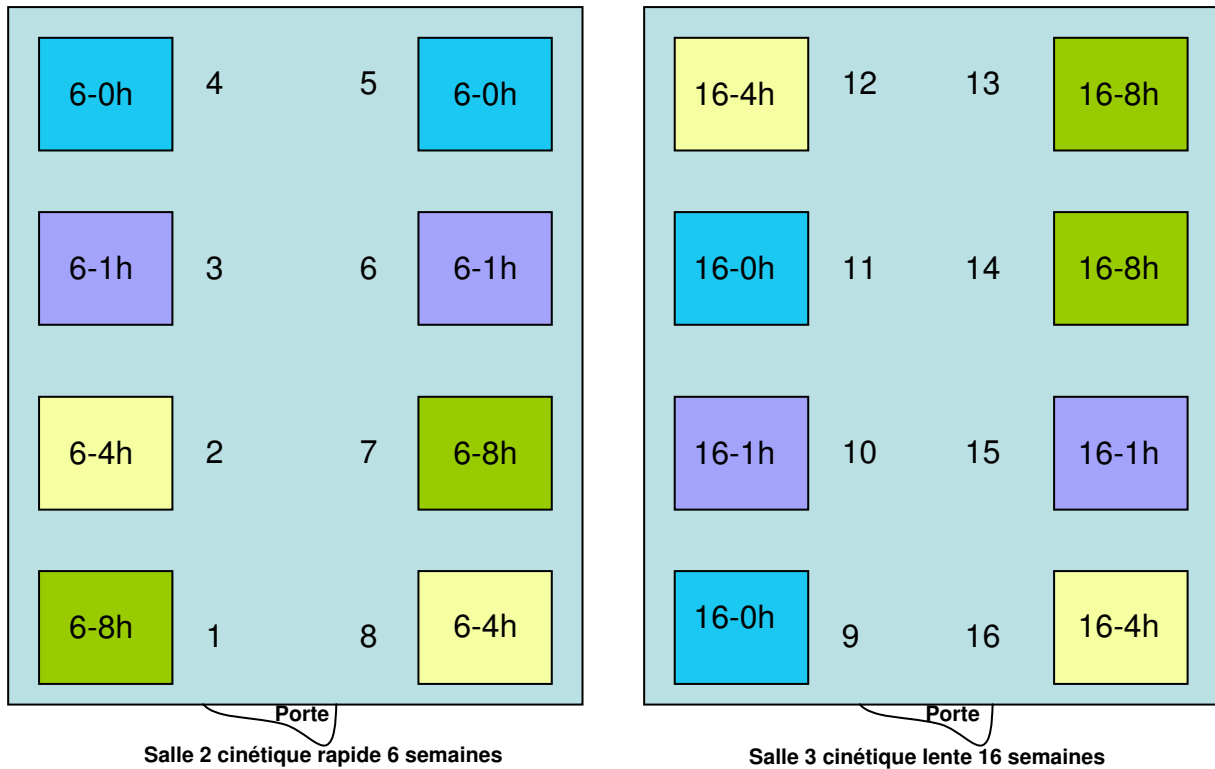 6-0h 4 5 6-0h 16-4h 12 13 16-8h
6-1h 3 6 6-1h 16-0h 11 14 16-8h
6-4h 2 7 6-8h 16-1h 10 15 16-1h
6-8h 1 8 6-4h 16-0h 9 16 16-4h
Porte Porte
Salle 2 cinétique rapide 6 semaines Salle 3 cinétique lente 16 semaines